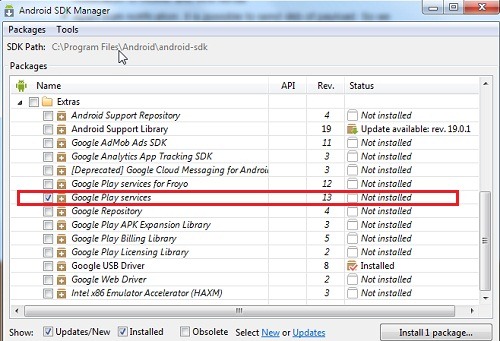 Android SDK Manager
Packages Tools
SDK Path: C:\Program Files\Android\android-sdk
Packages
Name API Rev. Status
Extras
Android Support Repository 4 Not installed
Android Support Library 19 Update available: rev. 19.0.1
Google AdMob Ads SDK 11 Not installed
Google Analytics App Tracking SDK 3 Not installed
[Deprecated] Google Cloud Messaging for Androi 3 Not installed
Google Play services for Froyo 12 Not installed
Google Play services 13 Not installed
Google Repository 4 Not installed
Google Play APK Expansion Library 3 Not installed
Google Play Billing Library 5 Not installed
Google Play Licensing Library 2 Not installed
Google USB Driver 8 Installed
Google Web Driver 2 Not installed
Intel x86 Emulator Accelerator (HAXM) 3 Not installed
Show: Updates/New Installed Obsolete Select New or Updates Install 1 package...